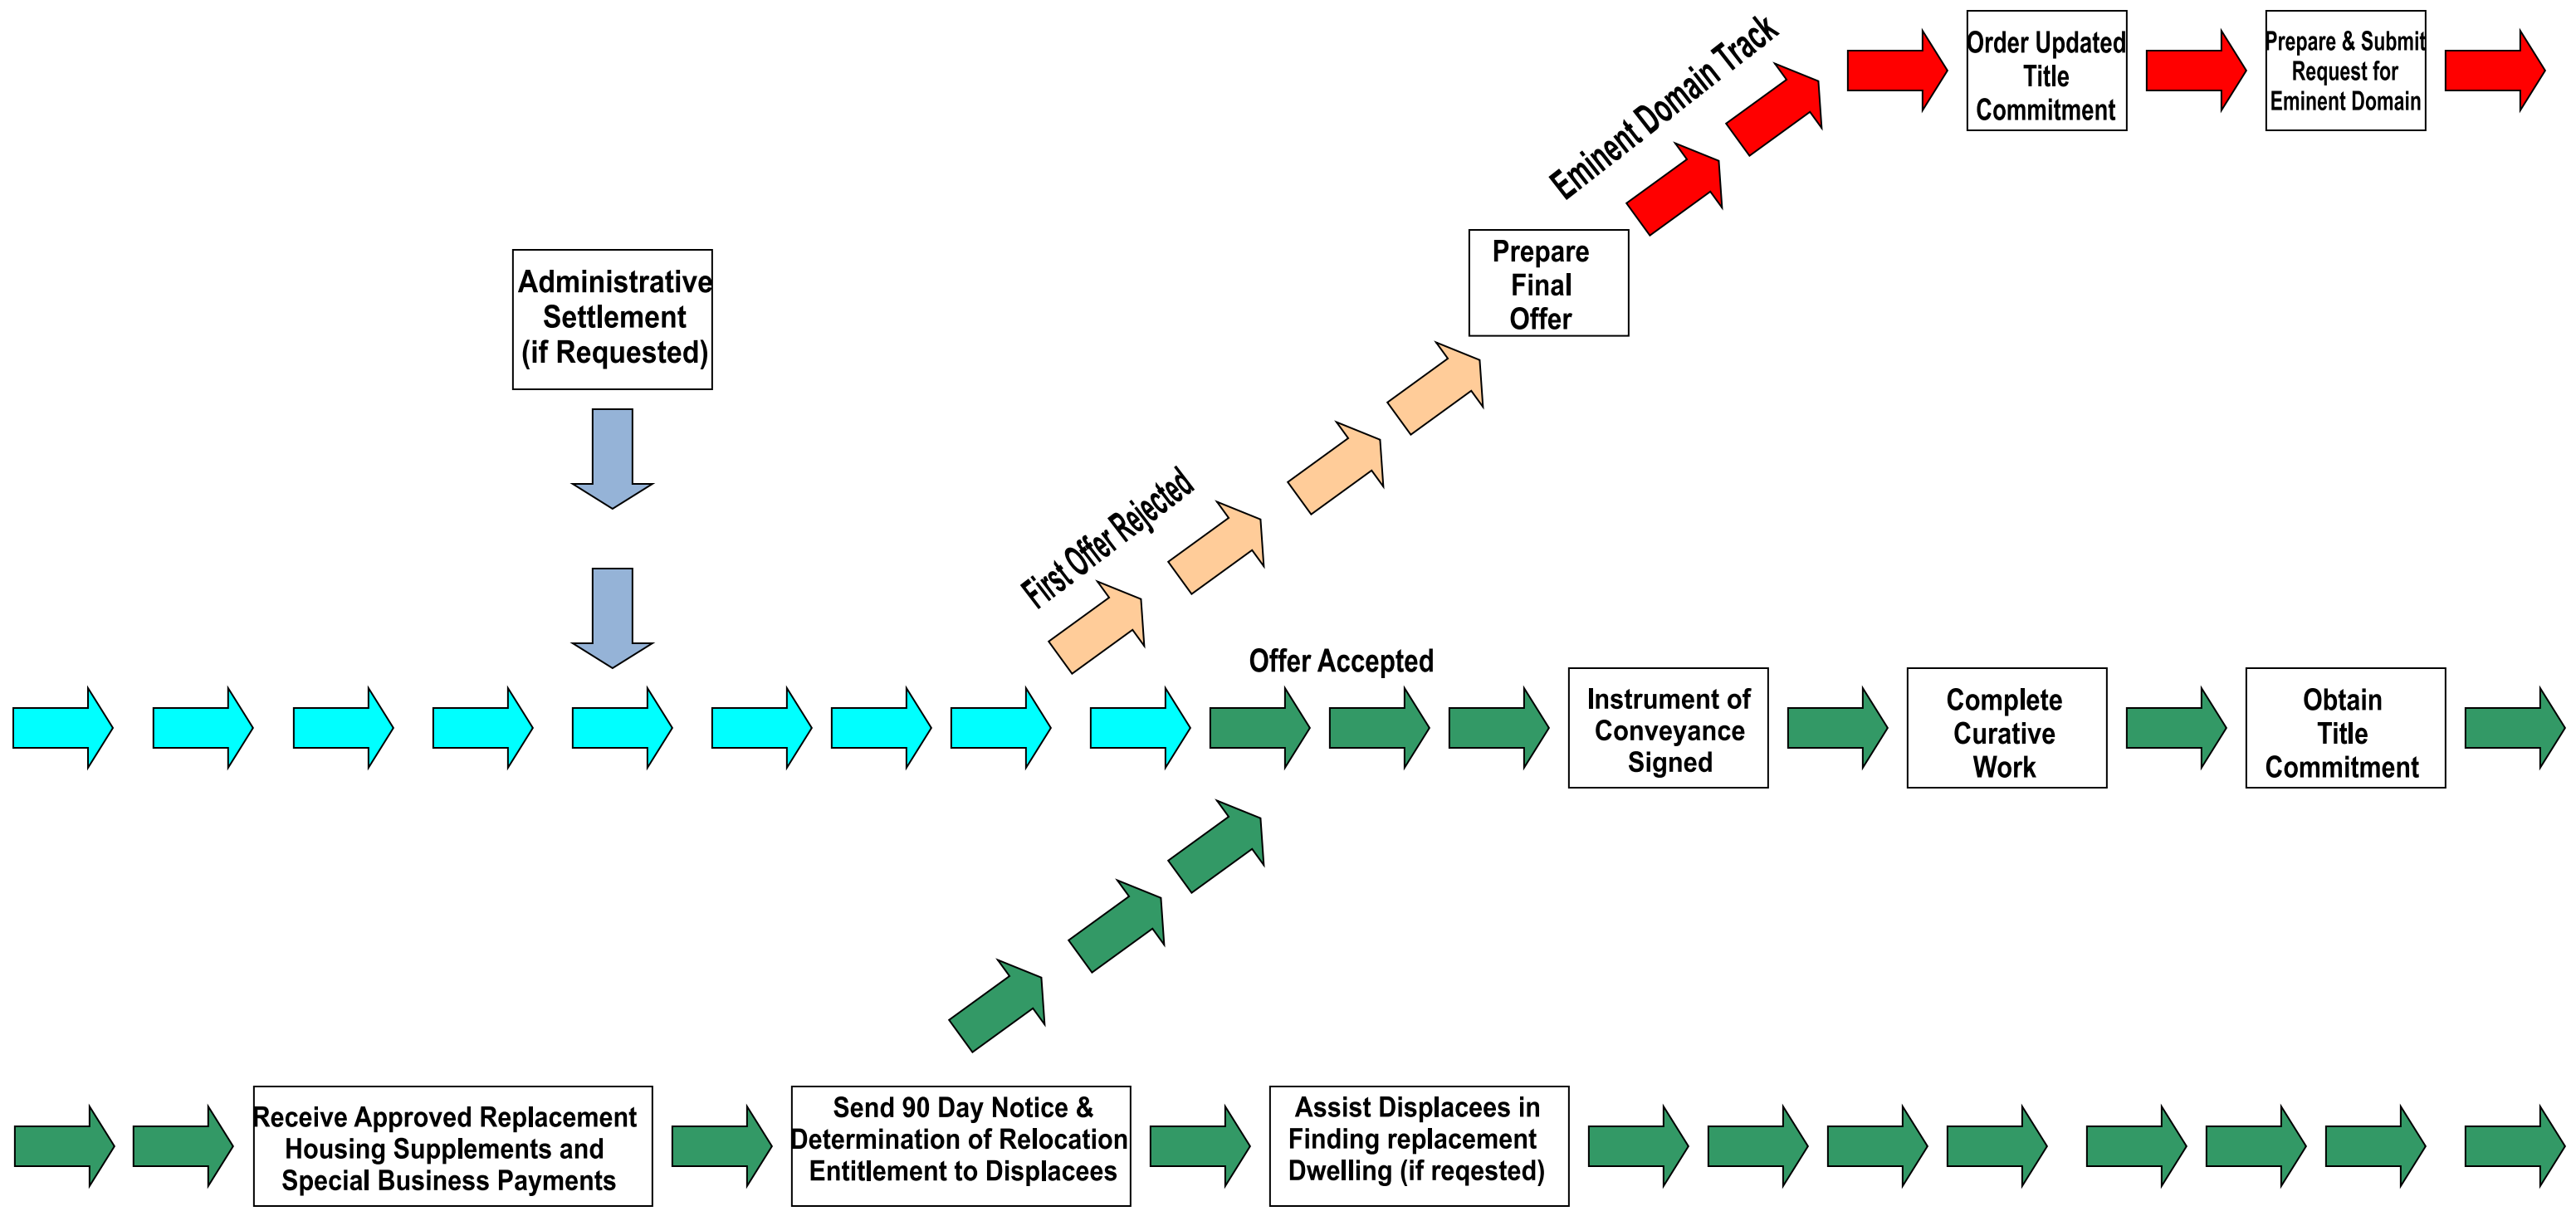 Eminent Domain Track
Order Updated
Title
Commitment
Prepare & Submit
Request for
Eminent Domain
Prepare
Final
Offer
Administrative
Settlement
(if Requested)
First Offer Rejected
Offer Accepted
Instrument of
Conveyance
Signed
Complete
Curative
Work
Obtain
Title
Commitment
Receive Approved Replacement
Housing Supplements and
Special Business Payments
Send 90 Day Notice &
Determination of Relocation
Entitlement to Displacees
Assist Displacees in
Finding replacement
Dwelling (if reqested)